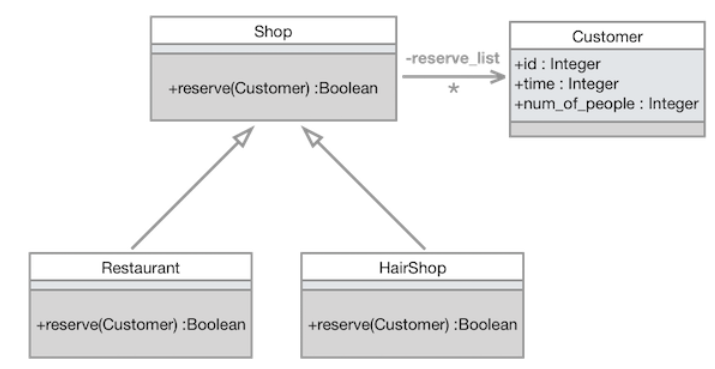 Shop
+reserve(Customer) :Boolean
-reserve_list
*
Customer
+id : Integer
+time : Integer
+num_of_people : Integer
Restaurant
+reserve(Customer) :Boolean
HairShop
+reserve(Customer) :Boolean